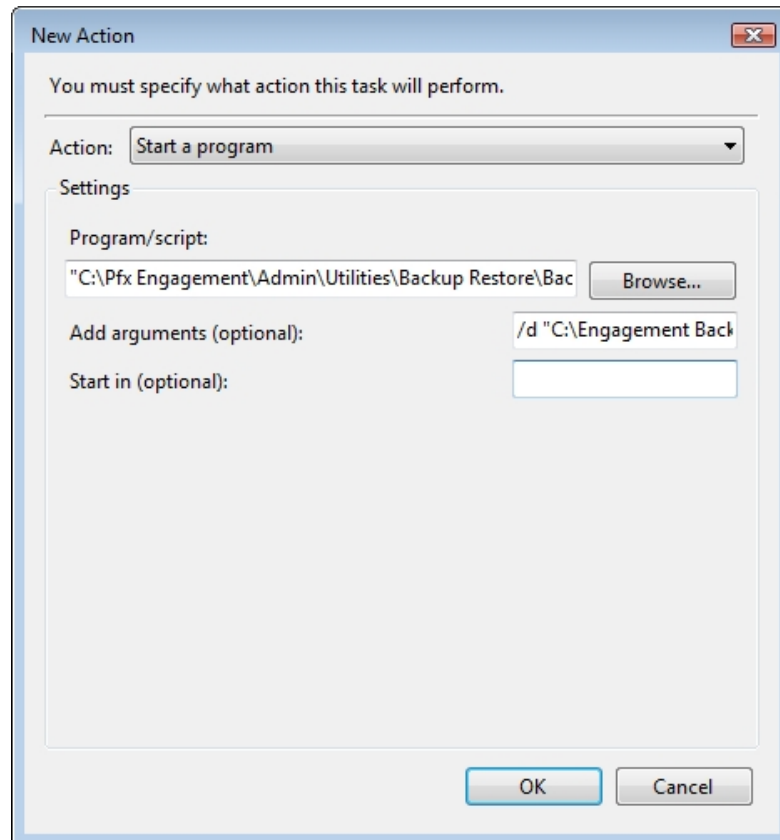 New Action
You must specify what action this task will perform.
Action: Start a program
Settings
Program/script:
"C:\Pfx Engagement\Admin\Utilities\Backup Restore\Bac Browse...
Add arguments (optional): /d "C:\Engagement Back
Start in (optional):
OK Cancel